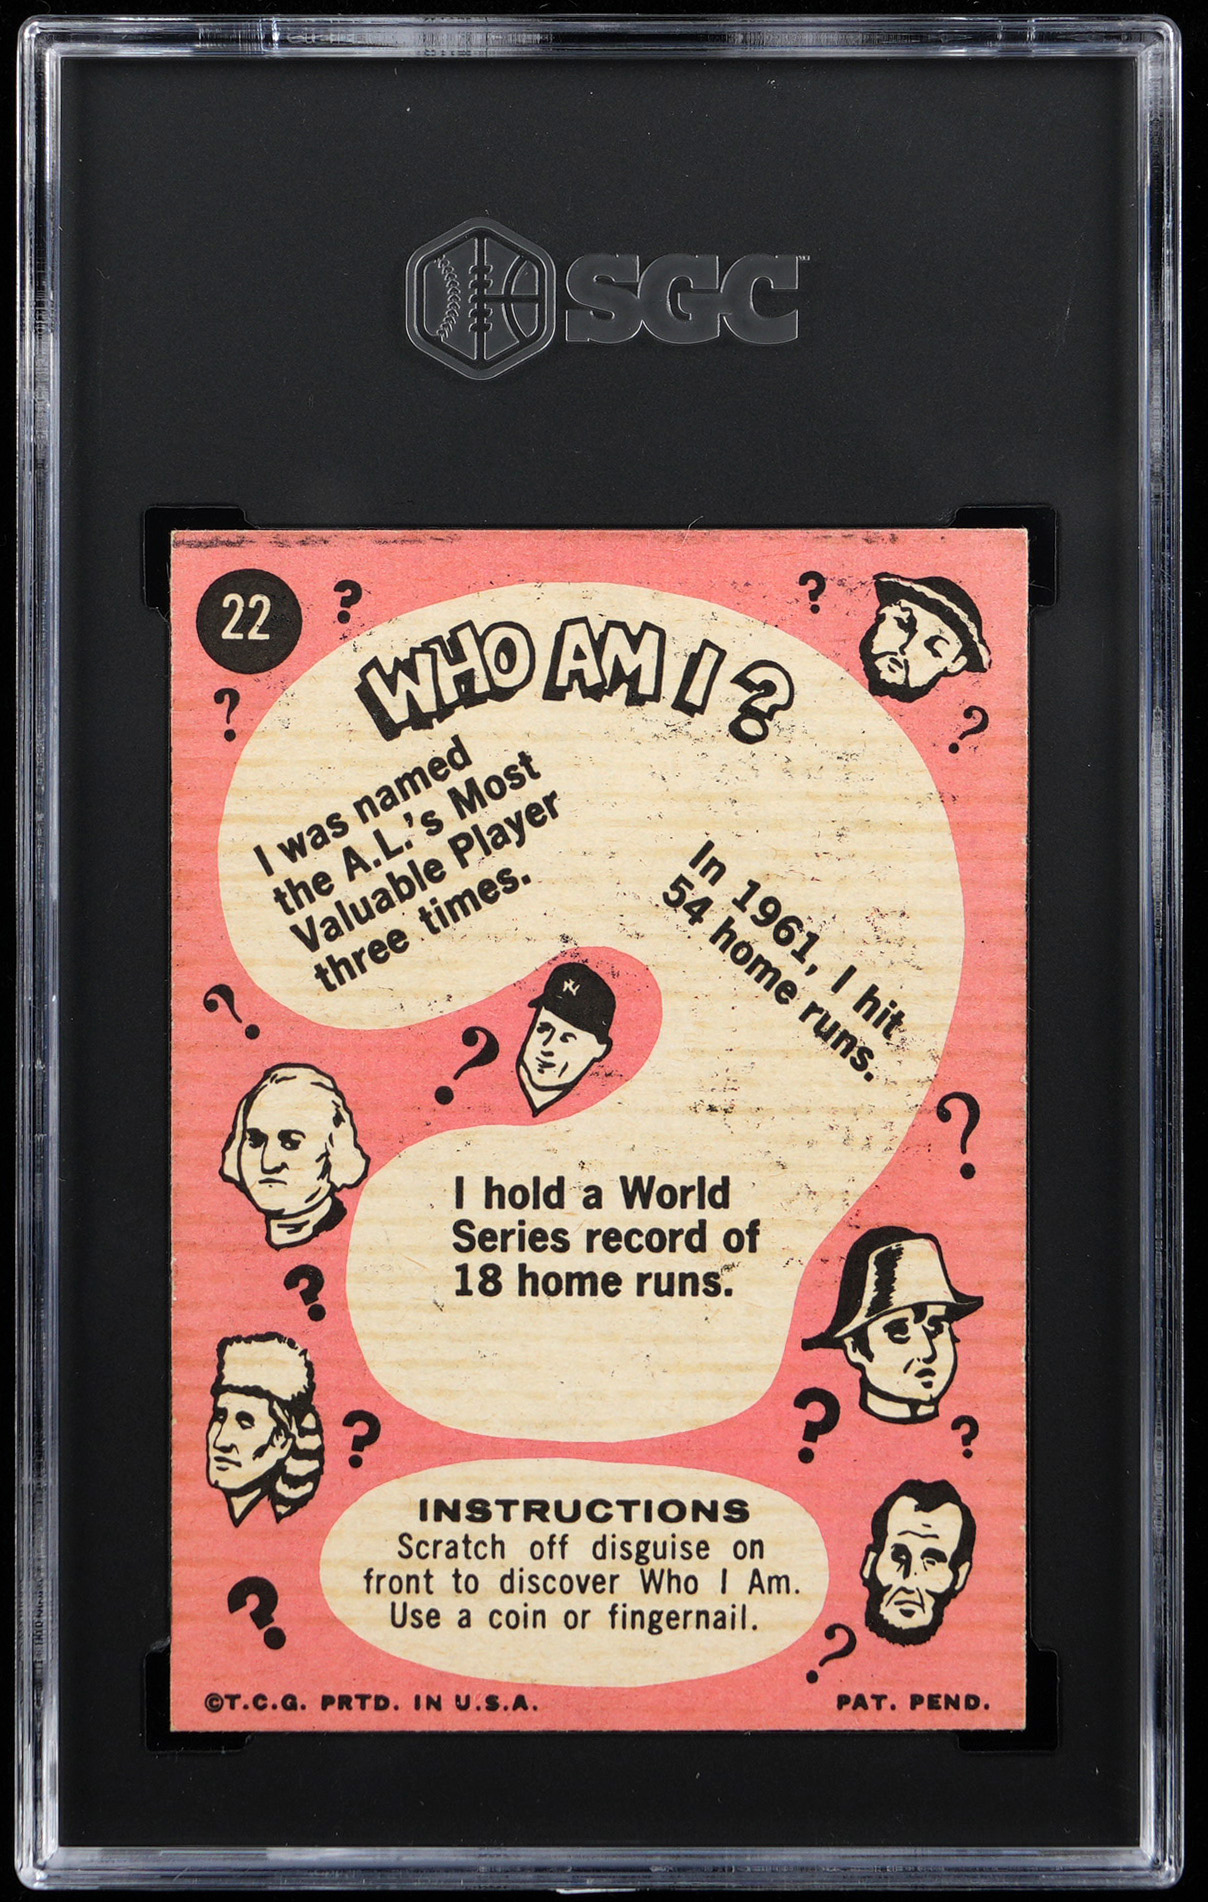 SGC
22
WHO AM I?
I was named
the A.L.'s Most
Valuable Player
three times.
In 1961, I hit
54 home runs.
NY
I hold a World
Series record of
18 home runs.
INSTRUCTIONS
Scratch off disguise on
front to discover Who I Am.
Use a coin or fingernail.
©T.C.G. PRTD. IN U.S.A.
PAT. PEND.